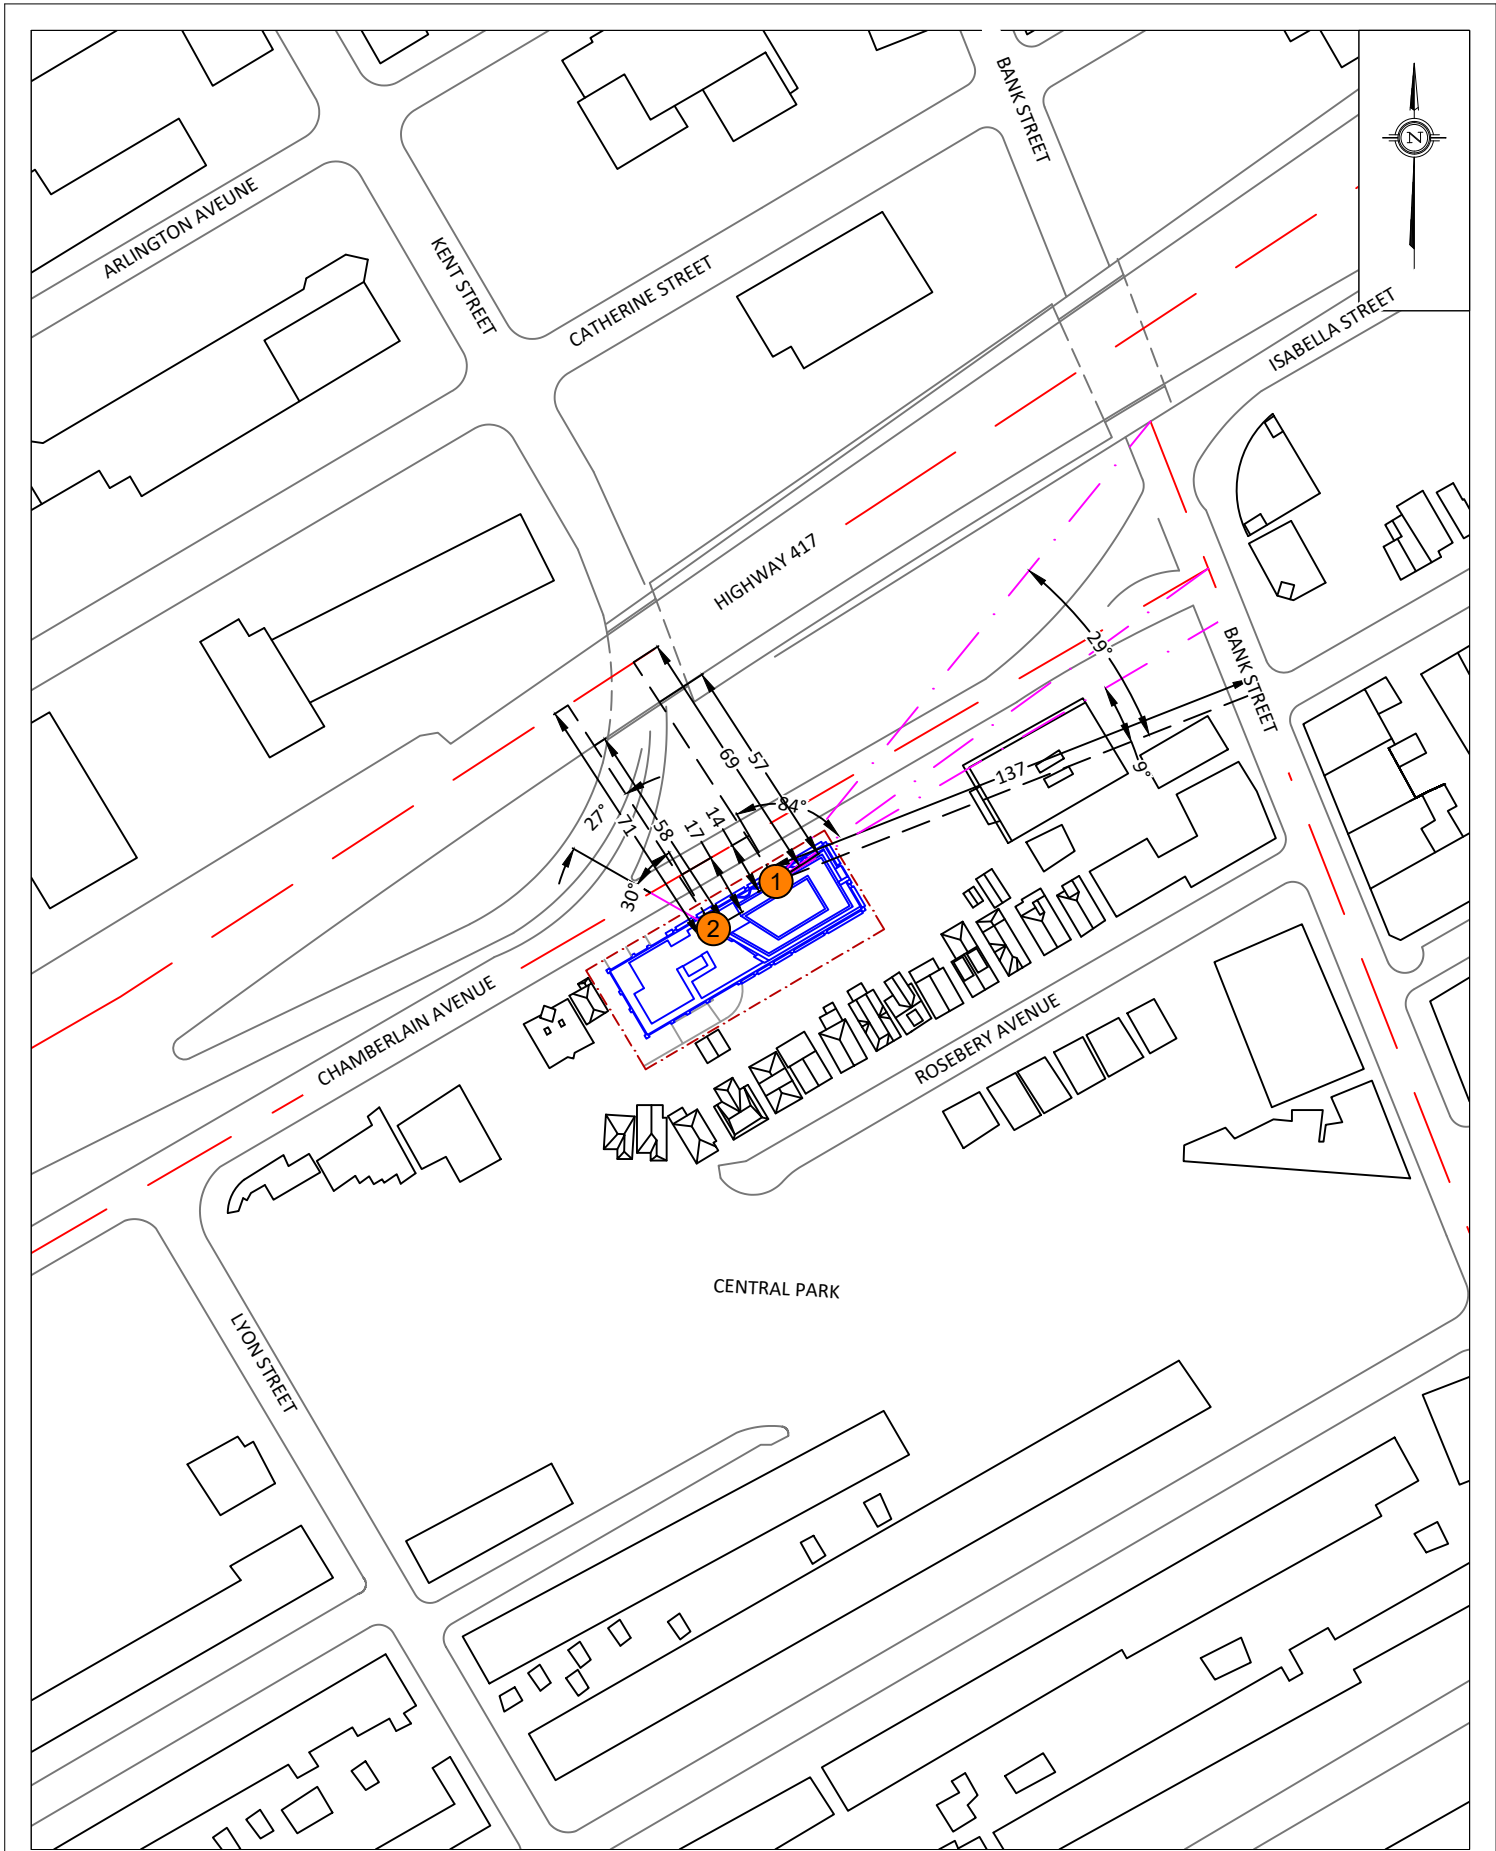 BANK STREET
N
ARLINGTON AVEUNE
KENT STREET
CATHERINE STREET
ISABELLA STREET
HIGHWAY 417
29°
BANK STREET
69
57
137
9°
27°
71
58
17
14
84°
30°
1
2
CHAMBERLAIN AVENUE
ROSEBERY AVENUE
CENTRAL PARK
LYON STREET